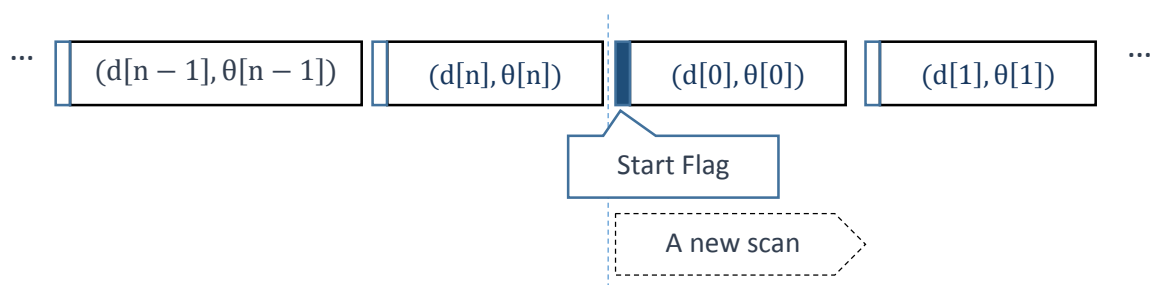 ... (d[n − 1], θ[n − 1]) (d[n], θ[n]) (d[0], θ[0]) (d[1], θ[1]) ...
Start Flag
A new scan